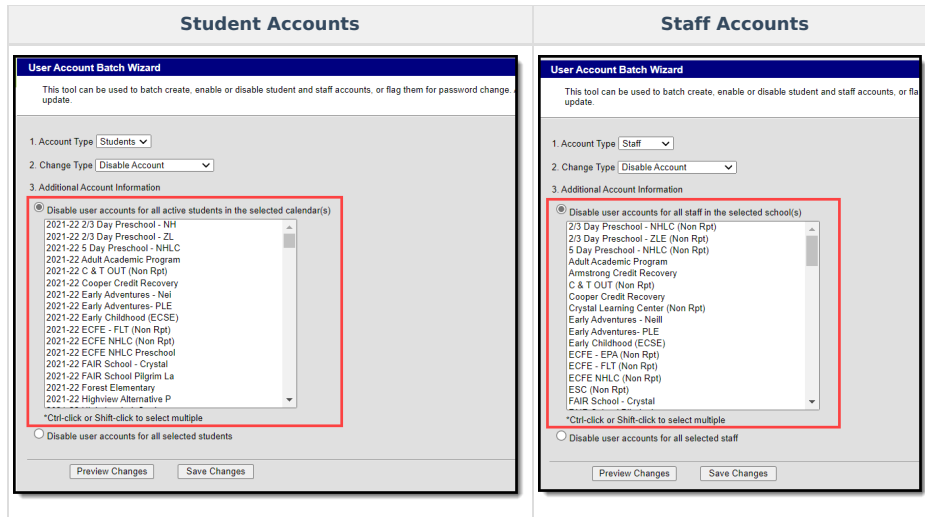 Student Accounts
User Account Batch Wizard
This tool can be used to batch create, enable or disable student and staff accounts, or flag them for password change.
update.
1. Account Type Students
2. Change Type Disable Account
3. Additional Account Information
Disable user accounts for all active students in the selected calendar(s)
2021-22 2/3 Day Preschool - NH
2021-22 2/3 Day Preschool - ZL
2021-22 5 Day Preschool - NHLC
2021-22 Adult Academic Program
2021-22 C & T OUT (Non Rpt)
2021-22 Cooper Credit Recovery
2021-22 Early Adventures - Nei
2021-22 Early Adventures- PLE
2021-22 Early Childhood (ECSE)
2021-22 ECFE - FLT (Non Rpt)
2021-22 ECFE NHLC (Non Rpt)
2021-22 ECFE NHLC Preschool
2021-22 FAIR School - Crystal
2021-22 FAIR School Pilgrim La
2021-22 Forest Elementary
2021-22 Highview Alternative P
*Ctrl-click or Shift-click to select multiple
Disable user accounts for all selected students
Preview Changes Save Changes
Staff Accounts
User Account Batch Wizard
This tool can be used to batch create, enable or disable student and staff accounts, or fla
update.
1. Account Type Staff
2. Change Type Disable Account
3. Additional Account Information
Disable user accounts for all staff in the selected school(s)
2/3 Day Preschool - NHLC (Non Rpt)
2/3 Day Preschool - ZLE (Non Rpt)
5 Day Preschool - NHLC (Non Rpt)
Adult Academic Program
Armstrong Credit Recovery
C & T OUT (Non Rpt)
Cooper Credit Recovery
Crystal Learning Center (Non Rpt)
Early Adventures - Neill
Early Adventures- PLE
Early Childhood (ECSE)
ECFE - EPA (Non Rpt)
ECFE - FLT (Non Rpt)
ECFE NHLC (Non Rpt)
ESC (Non Rpt)
FAIR School - Crystal
*Ctrl-click or Shift-click to select multiple
Disable user accounts for all selected staff
Preview Changes Save Changes